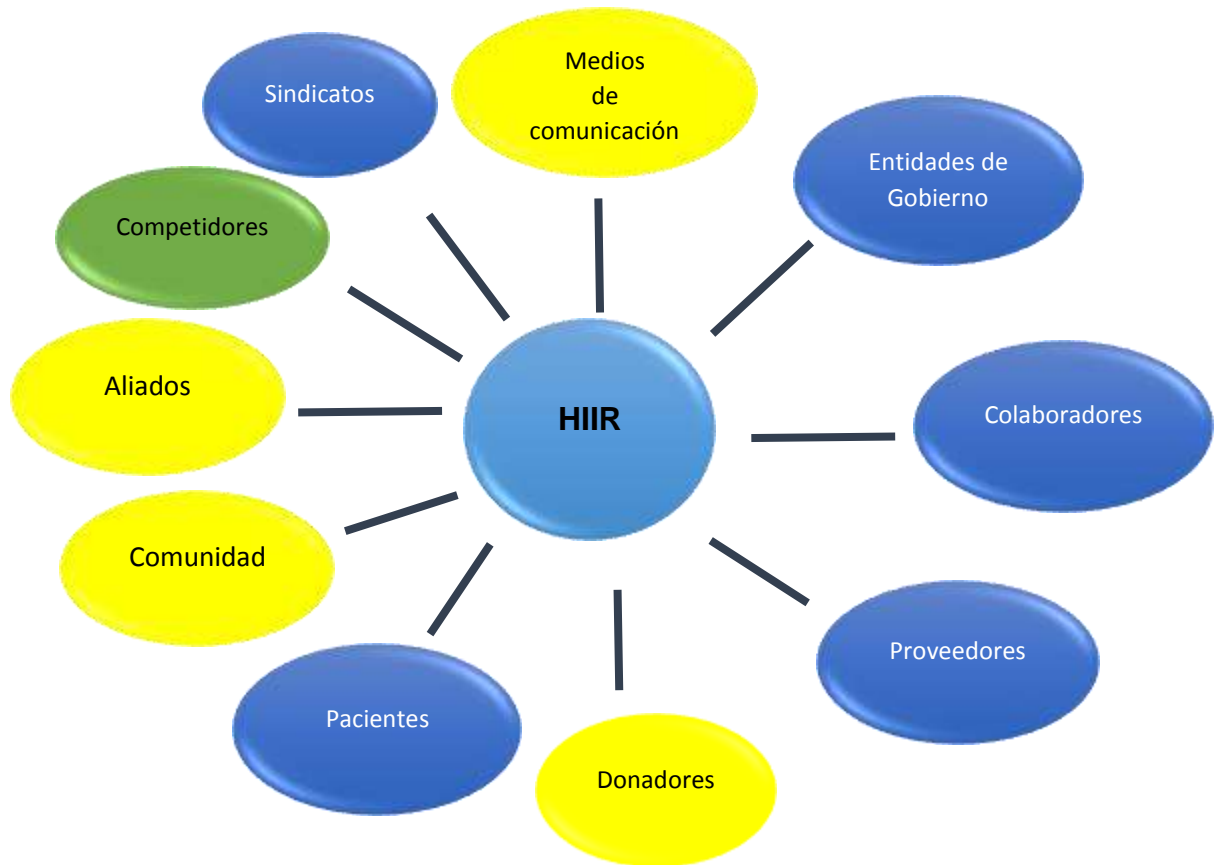 Medios
de
comunicación
Sindicatos
Entidades de
Gobierno
Competidores
Aliados
HIIR
Colaboradores
Comunidad
Proveedores
Pacientes
Donadores